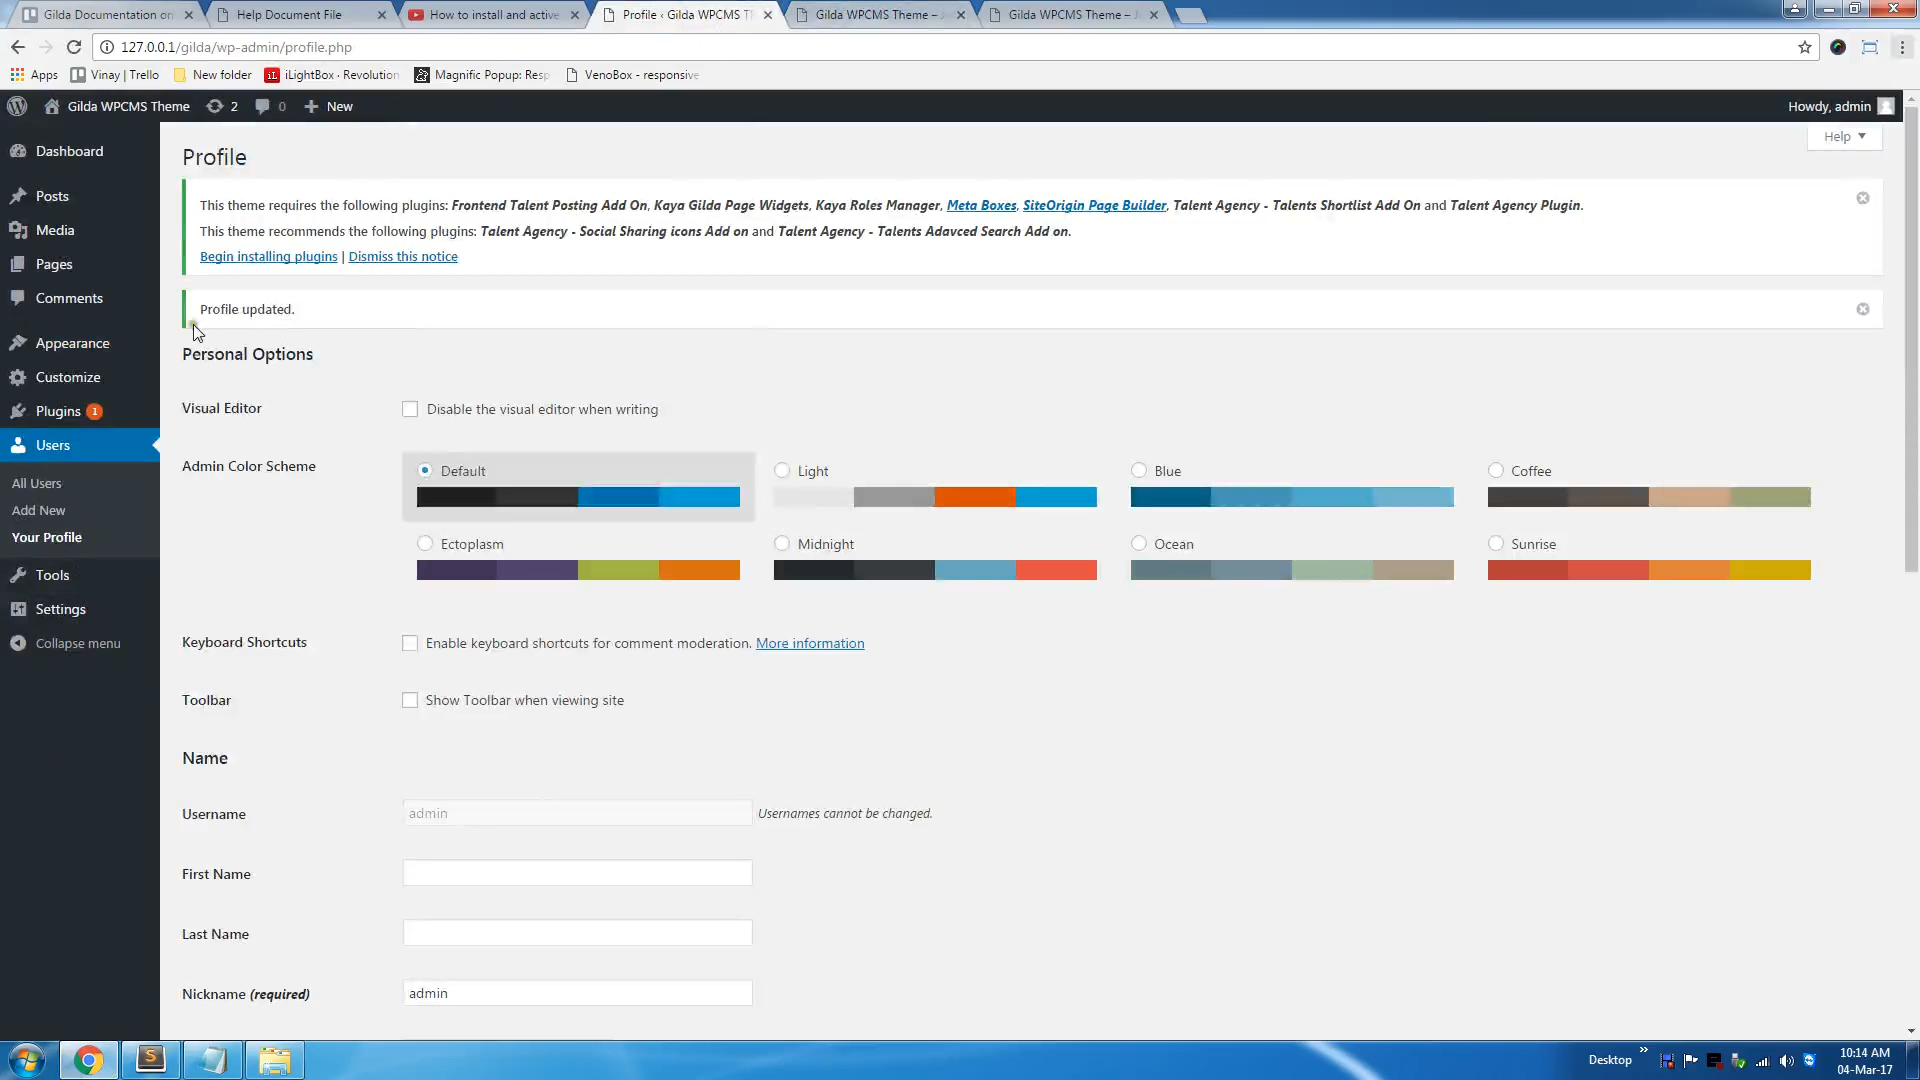 Gilda Documentation on
Help Document File
How to install and active
Profile ‹ Gilda WPCMS T
Gilda WPCMS Theme –
Gilda WPCMS Theme –
127.0.0.1/gilda/wp-admin/profile.php
Apps
Vinay | Trello
New folder
iLightBox · Revolution
Magnific Popup: Resp
VenoBox - responsive
Gilda WPCMS Theme
2
0
New
Howdy, admin
Help
Dashboard
Posts
Media
Pages
Comments
Appearance
Customize
Plugins 1
Users
All Users
Add New
Your Profile
Tools
Settings
Collapse menu
Profile
This theme requires the following plugins: Frontend Talent Posting Add On, Kaya Gilda Page Widgets, Kaya Roles Manager, Meta Boxes, SiteOrigin Page Builder, Talent Agency - Talents Shortlist Add On and Talent Agency Plugin.
This theme recommends the following plugins: Talent Agency - Social Sharing icons Add on and Talent Agency - Talents Adavced Search Add on.
Begin installing plugins | Dismiss this notice
Profile updated.
Personal Options
Visual Editor
Disable the visual editor when writing
Admin Color Scheme
Default
Light
Blue
Coffee
Ectoplasm
Midnight
Ocean
Sunrise
Keyboard Shortcuts
Enable keyboard shortcuts for comment moderation. More information
Toolbar
Show Toolbar when viewing site
Name
Username
admin
Usernames cannot be changed.
First Name
Last Name
Nickname (required)
admin
Desktop
10:14 AM
04-Mar-17